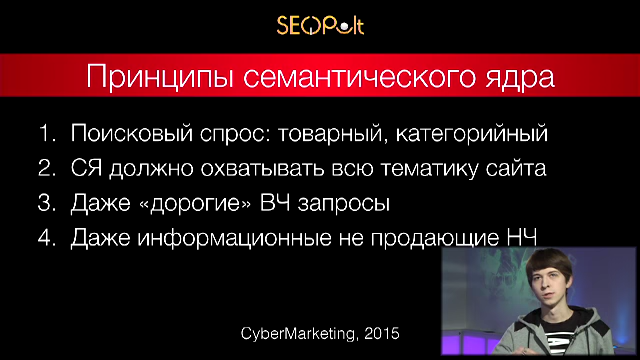 SEOPult
Принципы семантического ядра
1. Поисковый спрос: товарный, категорийный
2. СЯ должно охватывать всю тематику сайта
3. Даже «дорогие» ВЧ запросы
4. Даже информационные не продающие НЧ
CyberMarketing, 2015